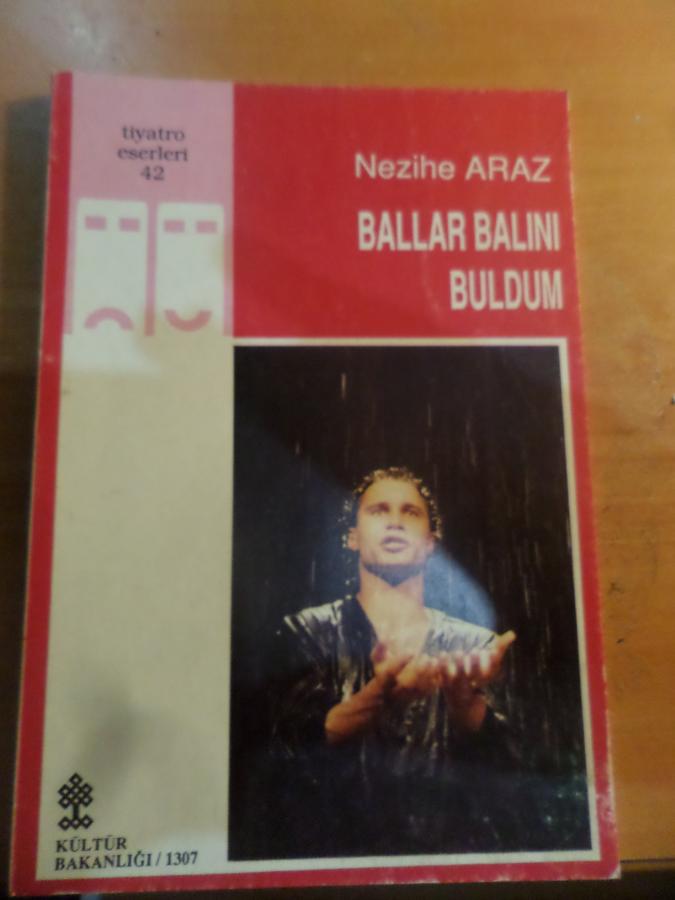 tiyatro
eserleri
42
Nezihe ARAZ
BALLAR BALINI
BULDUM
KÜLTÜR
BAKANLIĞI / 1307